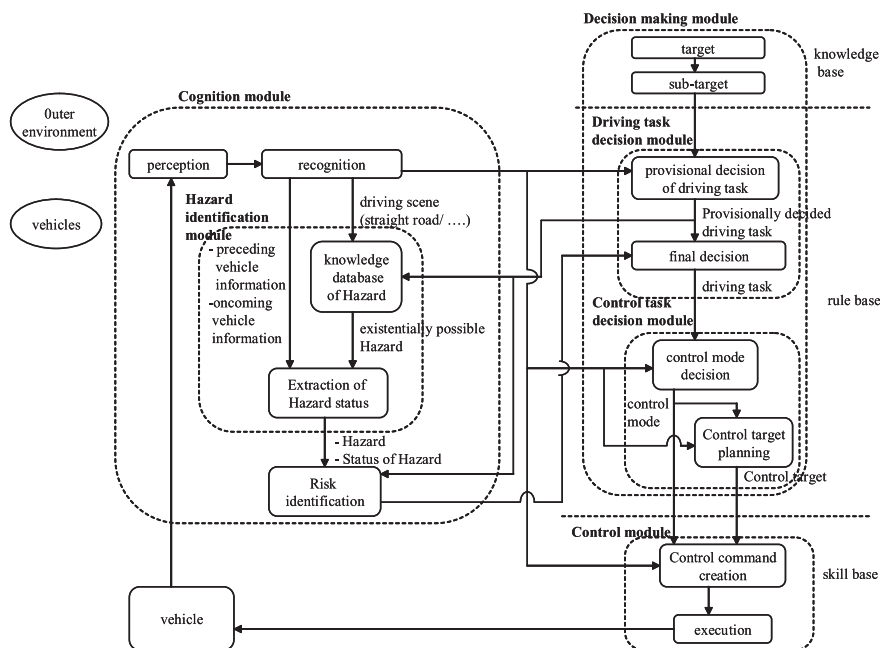 Decision making module
target
knowledge
base
sub-target
Cognition module
0uter
environment
Driving task
decision module
perception
recognition
provisional decision
of driving task
driving scene
(straight road/ ….)
Hazard
identification
module
vehicles
Provisionally decided
driving task
- preceding
vehicle
information
-oncoming
vehicle
information
knowledge
database
of Hazard
final decision
driving task
rule base
Control task
decision module
existentially possible
Hazard
control mode
decision
Extraction of
Hazard status
control
mode
Control target
planning
- Hazard
- Status of Hazard
Control target
Risk
identification
Control module
Control command
creation
skill base
vehicle
execution